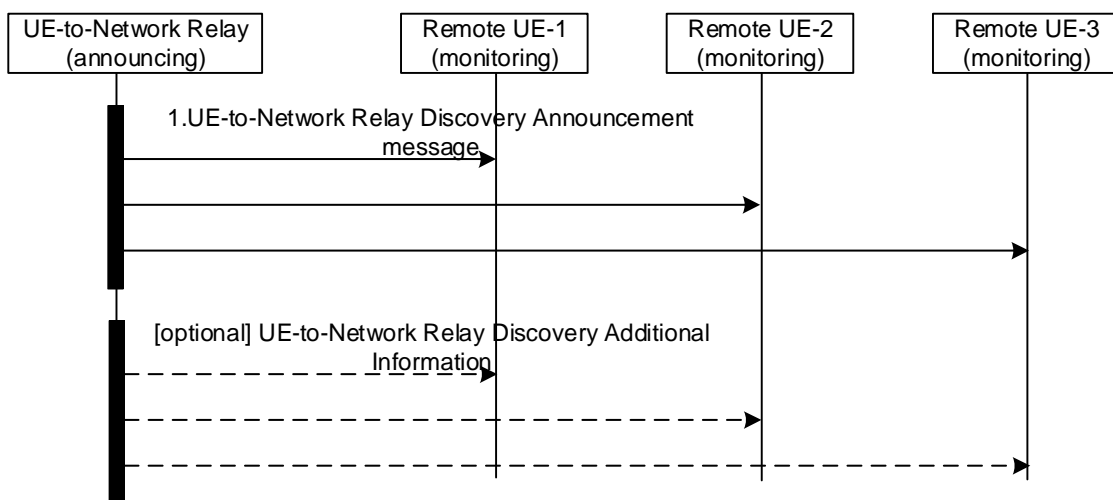 UE-to-Network Relay
(announcing)
Remote UE-1
(monitoring)
Remote UE-2
(monitoring)
Remote UE-3
(monitoring)
1.UE-to-Network Relay Discovery Announcement
message
[optional] UE-to-Network Relay Discovery Additional
Information